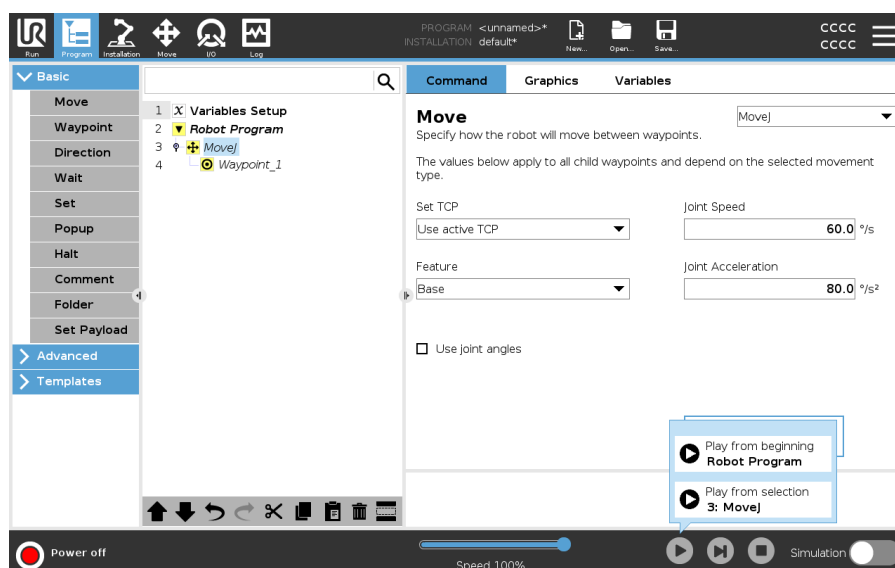 PROGRAM <unnamed>*
INSTALLATION default*
CCCC
CCCC
Run
Program
Installation
Move
I/O
Log
New...
Open...
Save...
Basic
Move
Waypoint
Direction
Wait
Set
Popup
Halt
Comment
Folder
Set Payload
Advanced
Templates
1 X Variables Setup
2 Robot Program
3 MoveJ
4 Waypoint_1
Command Graphics Variables
Move
MoveJ
Specify how the robot will move between waypoints.
The values below apply to all child waypoints and depend on the selected movement
type.
Set TCP
Joint Speed
Use active TCP
60.0 °/s
Feature
Joint Acceleration
Base
80.0 °/s²
Use joint angles
Play from beginning
Robot Program
Play from selection
3: MoveJ
Power off
Speed 100%
Simulation